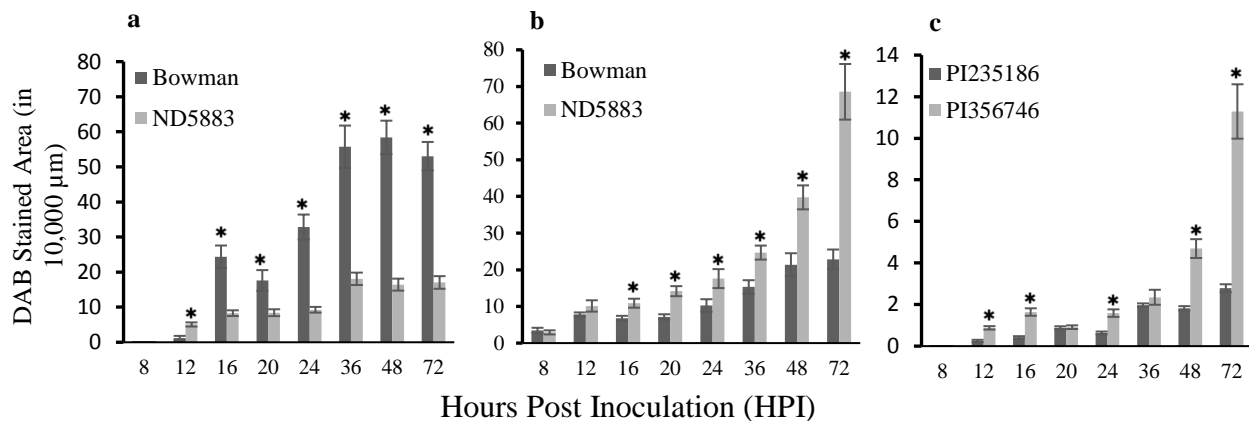 a
b
c
DAB Stained Area (in
10,000 µm)
80
70
60
50
40
30
20
10
0
Bowman
ND5883
*
*
*
*
*
*
*
8 12 16 20 24 36 48 72
80
70
60
50
40
30
20
10
0
Bowman
ND5883
*
*
*
*
*
*
8 12 16 20 24 36 48 72
14
12
10
8
6
4
2
0
PI235186
PI356746
*
*
*
*
*
8 12 16 20 24 36 48 72
Hours Post Inoculation (HPI)